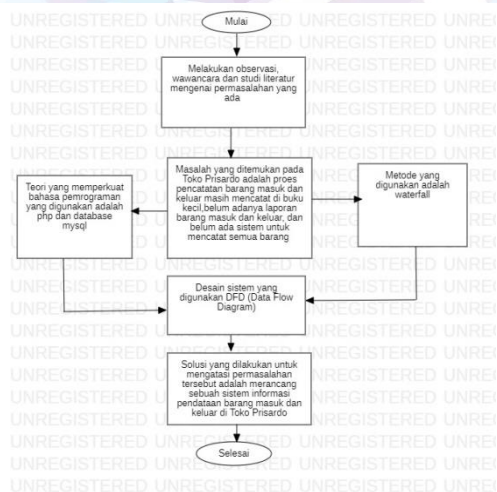 Mulai
Melakukan observasi,
wawancara dan studi literatur
mengenai permasalahan yang
ada
Masalah yang ditemukan pada
Toko Prisardo adalah proes
pencatatan barang masuk dan
keluar masih mencatat di buku
kecil,belum adanya laporan
barang masuk dan keluar, dan
belum ada sistem untuk
mencatat semua barang
Teori yang memperkuat
bahasa pemrograman
yang digunakan adalah
php dan database
mysql
Metode yang
digunakan adalah
waterfall
Desain sistem yang
digunakan DFD (Data Flow
Diagram)
Solusi yang dilakukan untuk
mengatasi permasalahan
tersebut adalah merancang
sebuah sistem informasi
pendataan barang masuk dan
keluar di Toko Prisardo
Selesai